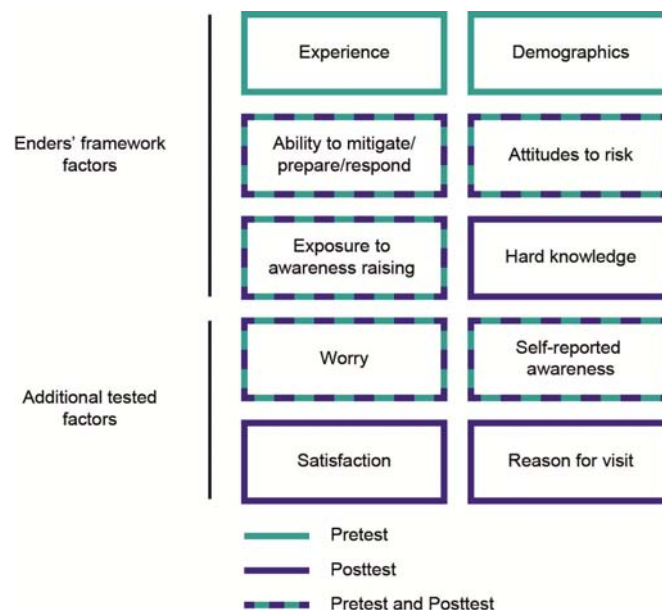 Experience
Demographics
Enders’ framework
factors
Ability to mitigate/
prepare/respond
Attitudes to risk
Exposure to
awareness raising
Hard knowledge
Additional tested
factors
Worry
Self-reported
awareness
Satisfaction
Reason for visit
Pretest
Posttest
Pretest and Posttest